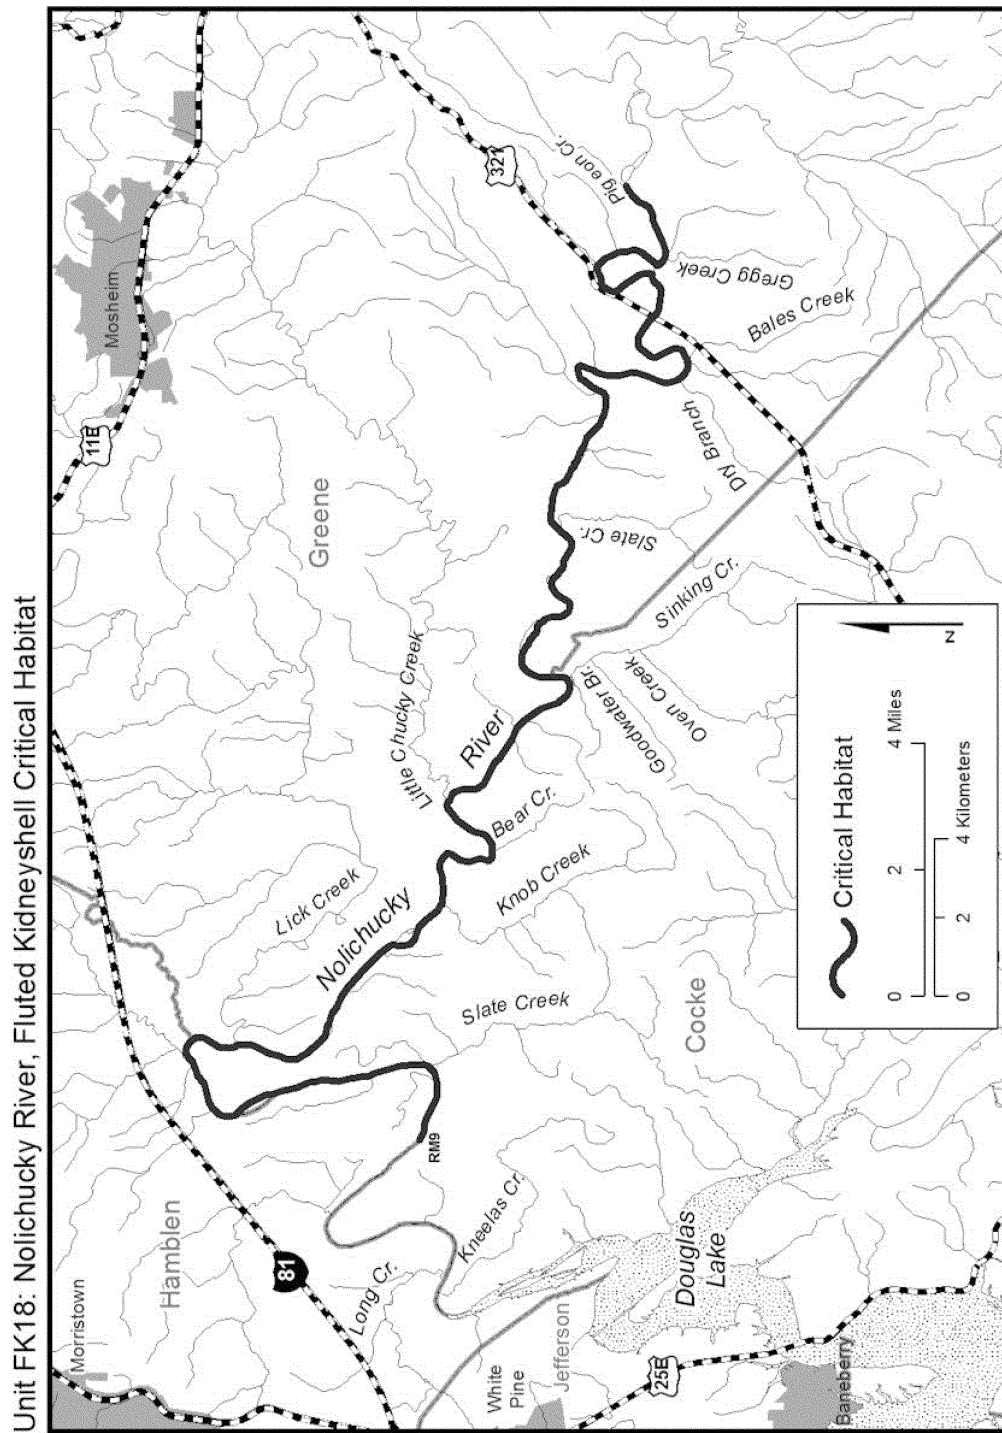 Unit FK18: Nolichucky River, Fluted Kidneyshell Critical Habitat
Morristown
Hamblen
81
Long Cr.
White
Pine
Jefferson
25E
Baneberry
Kneelas Cr.
Douglas
Lake
RM9
Slate Creek
Cocke
Nolichucky
River
Lick Creek
Knob Creek
Bear Cr.
Little Chucky Creek
Greene
Goodwater Br.
Oven Creek
Sinking Cr.
Slate Cr.
Dry Branch
Bales Creek
Gregg Creek
Pigeon Cr.
321
11E
Mosheim
Critical Habitat
0 2 4 Miles
0 2 4 Kilometers
N